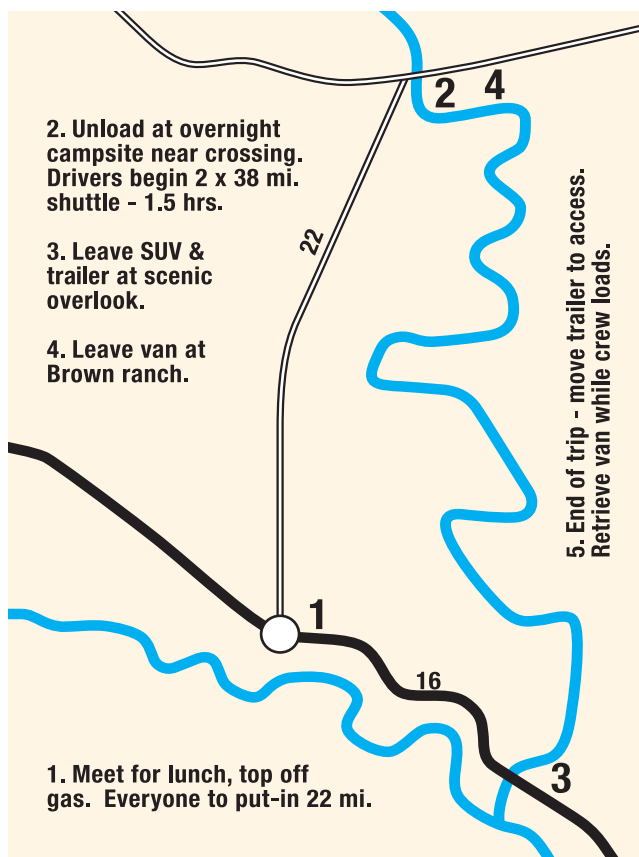 2 4
2. Unload at overnight
campsite near crossing.
Drivers begin 2 x 38 mi.
shuttle - 1.5 hrs.
22
3. Leave SUV &
trailer at scenic
overlook.
4. Leave van at
Brown ranch.
5. End of trip - move trailer to access.
Retrieve van while crew loads.
1
16
3
1. Meet for lunch, top off
gas. Everyone to put-in 22 mi.